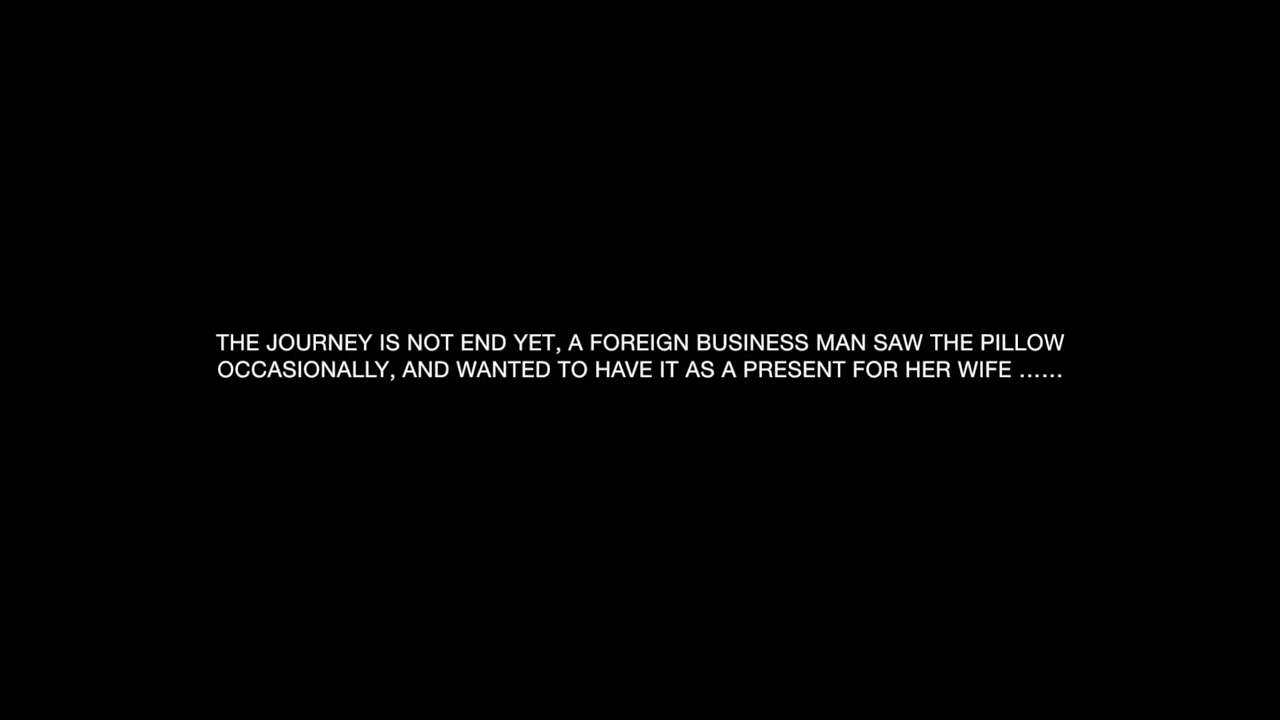 THE JOURNEY IS NOT END YET, A FOREIGN BUSINESS MAN SAW THE PILLOW
OCCASIONALLY, AND WANTED TO HAVE IT AS A PRESENT FOR HER WIFE ......